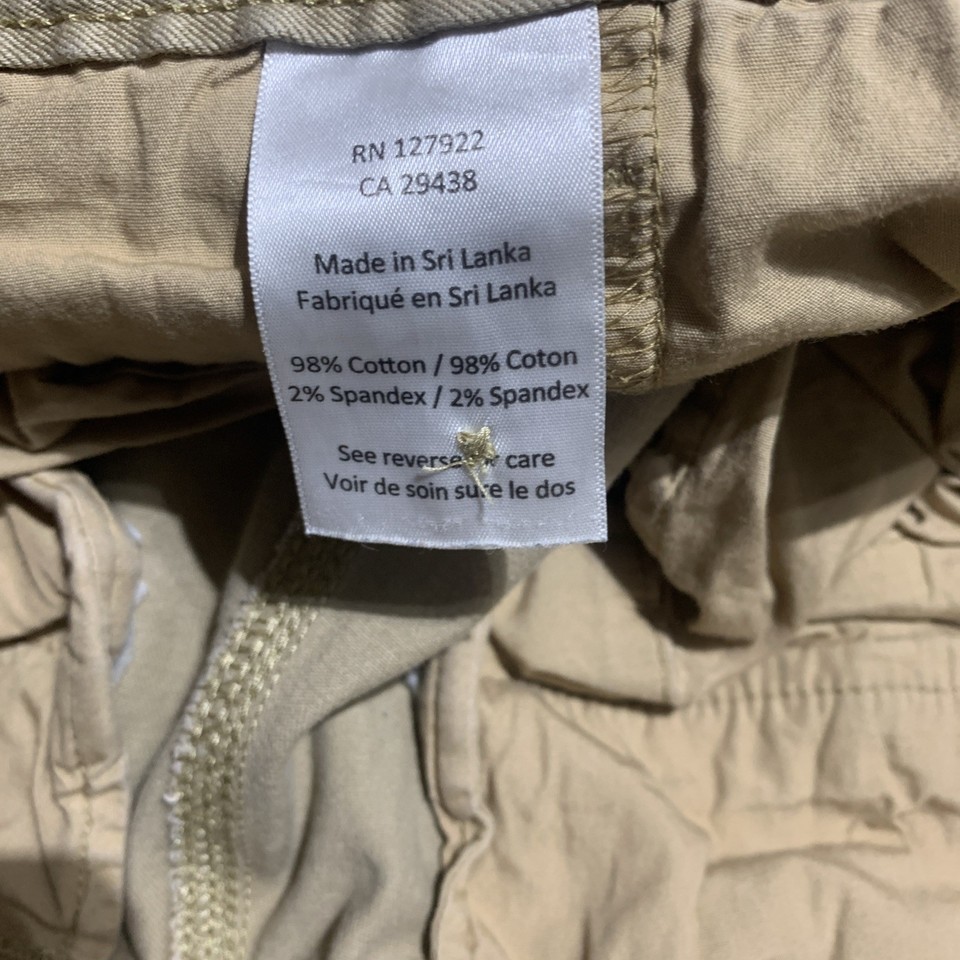 RN 127922
CA 29438
Made in Sri Lanka
Fabriqué en Sri Lanka
98% Cotton / 98% Coton
2% Spandex / 2% Spandex
See reverse care
Voir de soin sure le dos